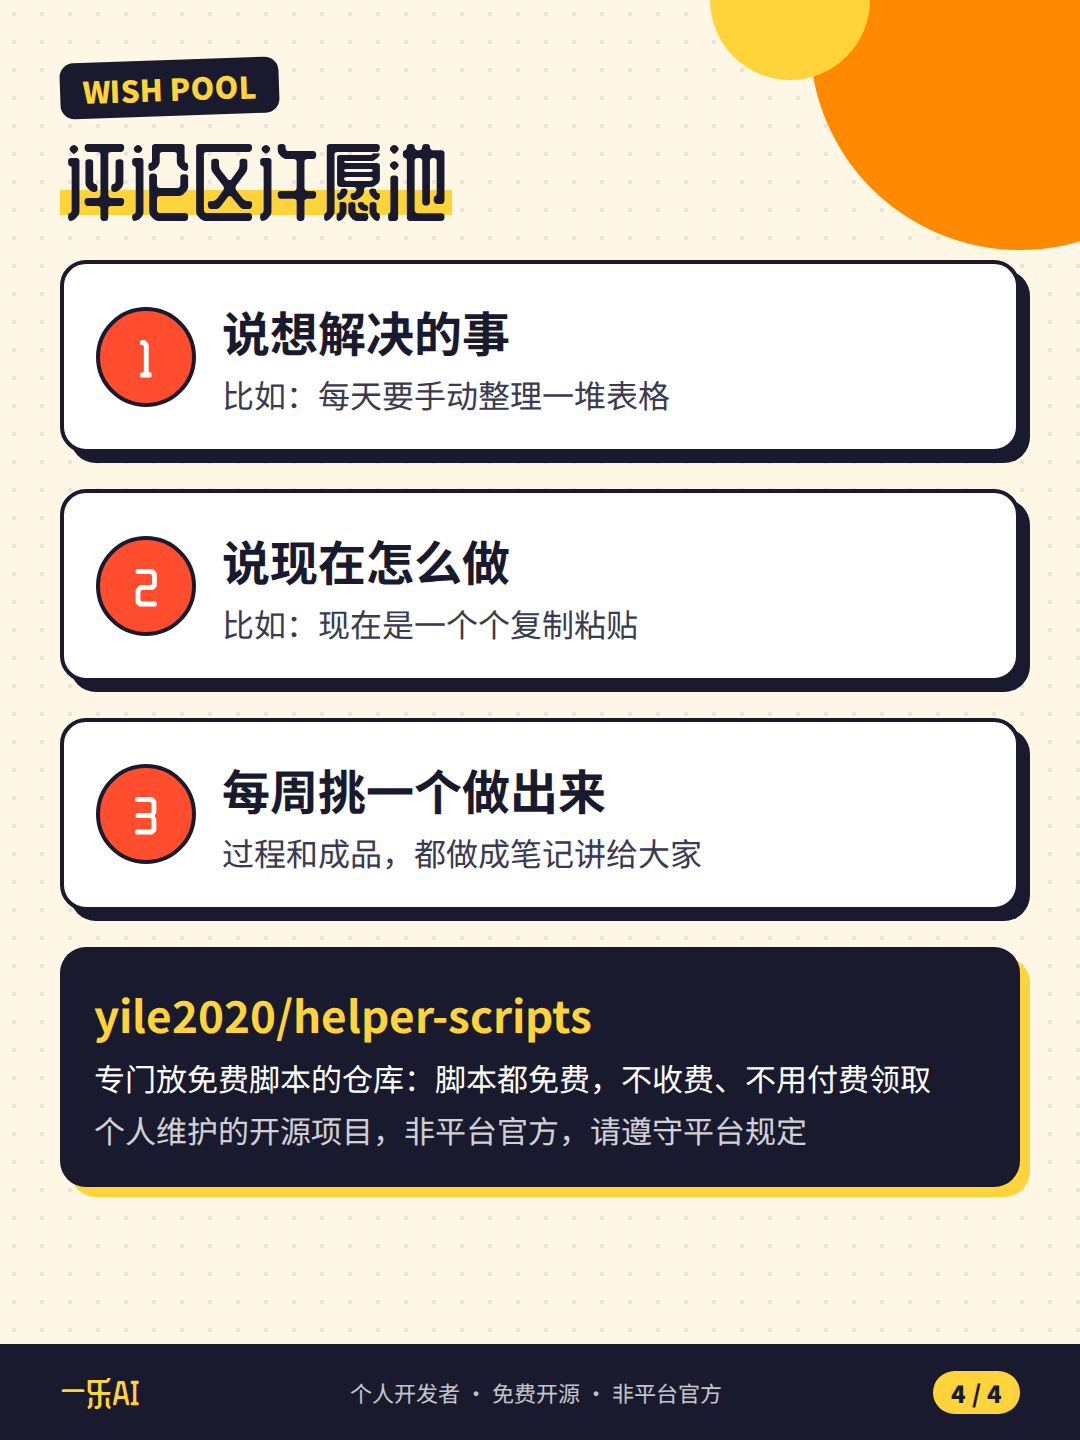 WISH POOL
评论区许愿池
1
说想解决的事
比如：每天要手动整理一堆表格
2
说现在怎么做
比如：现在是一个个复制粘贴
3
每周挑一个做出来
过程和成品，都做成笔记讲给大家
yile2020/helper-scripts
专门放免费脚本的仓库：脚本都免费，不收费、不用付费领取
个人维护的开源项目，非平台官方，请遵守平台规定
一乐AI
个人开发者 · 免费开源 · 非平台官方
4 / 4